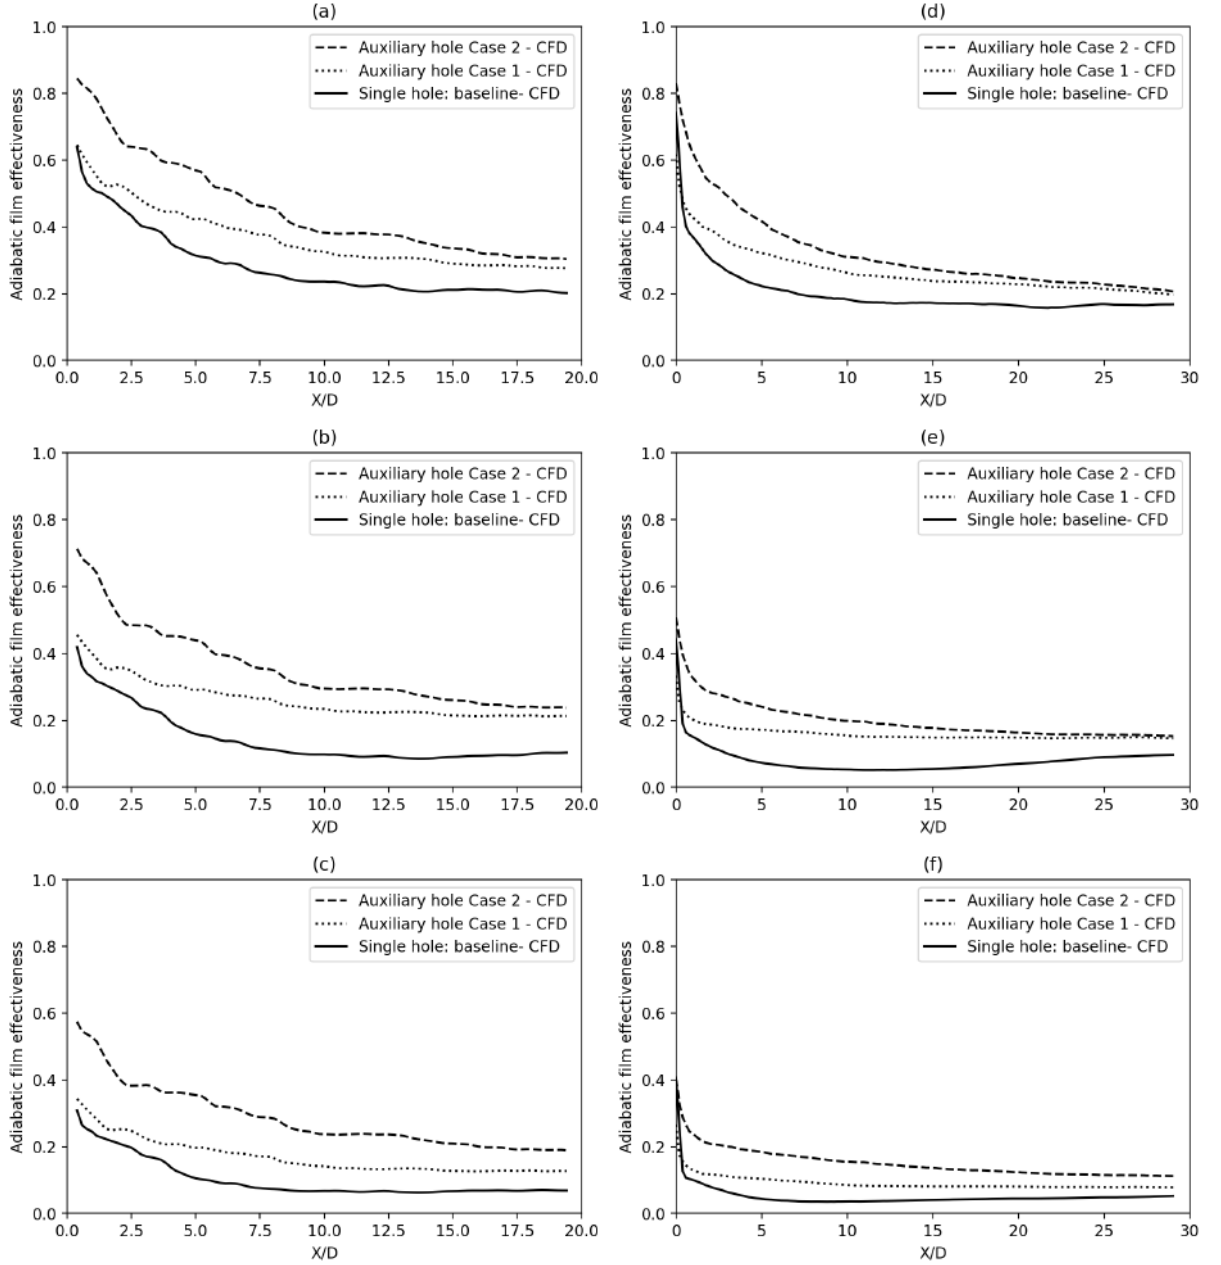 (a)
1.0
0.8
0.6
0.4
0.2
0.0
Adiabatic film effectiveness
Auxiliary hole Case 2 - CFD
Auxiliary hole Case 1 - CFD
Single hole: baseline- CFD
0.0 2.5 5.0 7.5 10.0 12.5 15.0 17.5 20.0
X/D
(d)
1.0
0.8
0.6
0.4
0.2
0.0
Adiabatic film effectiveness
Auxiliary hole Case 2 - CFD
Auxiliary hole Case 1 - CFD
Single hole: baseline- CFD
0 5 10 15 20 25 30
X/D
(b)
1.0
0.8
0.6
0.4
0.2
0.0
Adiabatic film effectiveness
Auxiliary hole Case 2 - CFD
Auxiliary hole Case 1 - CFD
Single hole: baseline- CFD
0.0 2.5 5.0 7.5 10.0 12.5 15.0 17.5 20.0
X/D
(e)
1.0
0.8
0.6
0.4
0.2
0.0
Adiabatic film effectiveness
Auxiliary hole Case 2 - CFD
Auxiliary hole Case 1 - CFD
Single hole: baseline- CFD
0 5 10 15 20 25 30
X/D
(c)
1.0
0.8
0.6
0.4
0.2
0.0
Adiabatic film effectiveness
Auxiliary hole Case 2 - CFD
Auxiliary hole Case 1 - CFD
Single hole: baseline- CFD
0.0 2.5 5.0 7.5 10.0 12.5 15.0 17.5 20.0
X/D
(f)
1.0
0.8
0.6
0.4
0.2
0.0
Adiabatic film effectiveness
Auxiliary hole Case 2 - CFD
Auxiliary hole Case 1 - CFD
Single hole: baseline- CFD
0 5 10 15 20 25 30
X/D